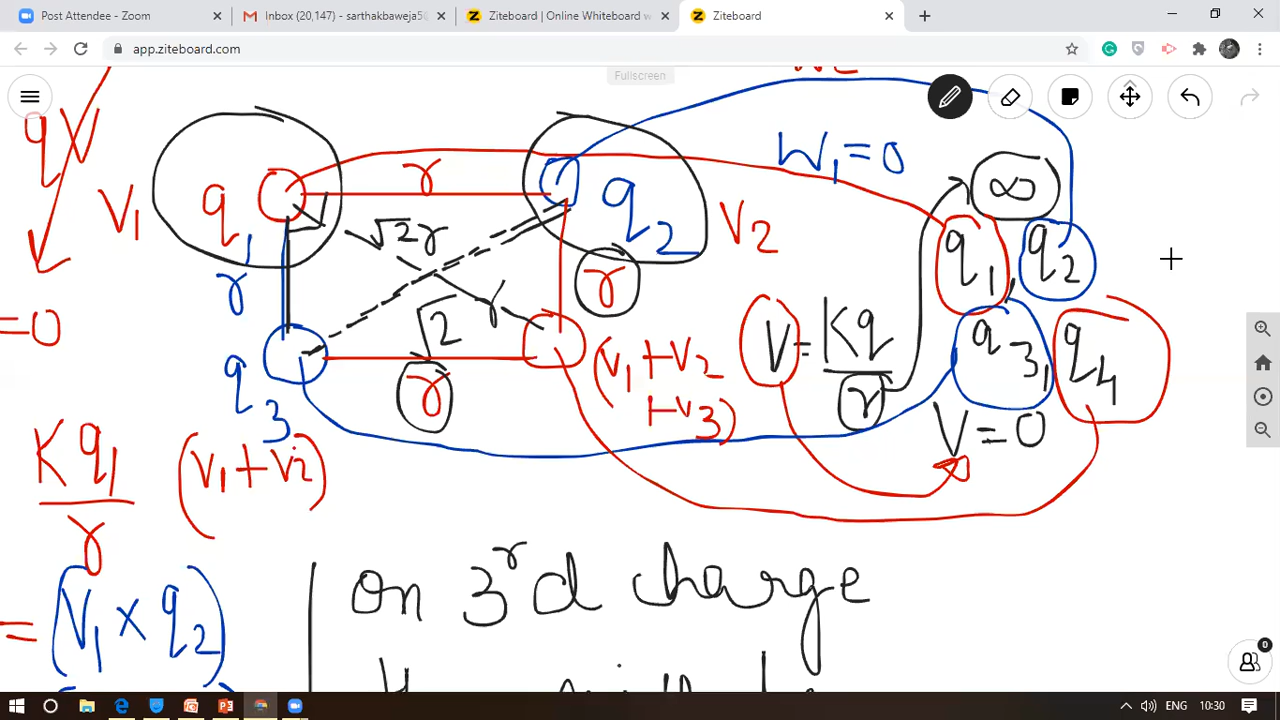 Post Attendee - Zoom
Inbox (20,147) - sarthakbaweja5
Ziteboard | Online Whiteboard w
Ziteboard
app.ziteboard.com
Fullscreen
q
V1
q1
r
q2
V2
W1=0
∞
q1,
q2
√2r
r
r
=0
√2 r
r
q3
(V1+V2
+V3)
V=Kq
r
q3,
q4
V=0
Kq1
r
(V1+V2)
=(V1×q2)
on 3rd charge
0
ENG
10:30